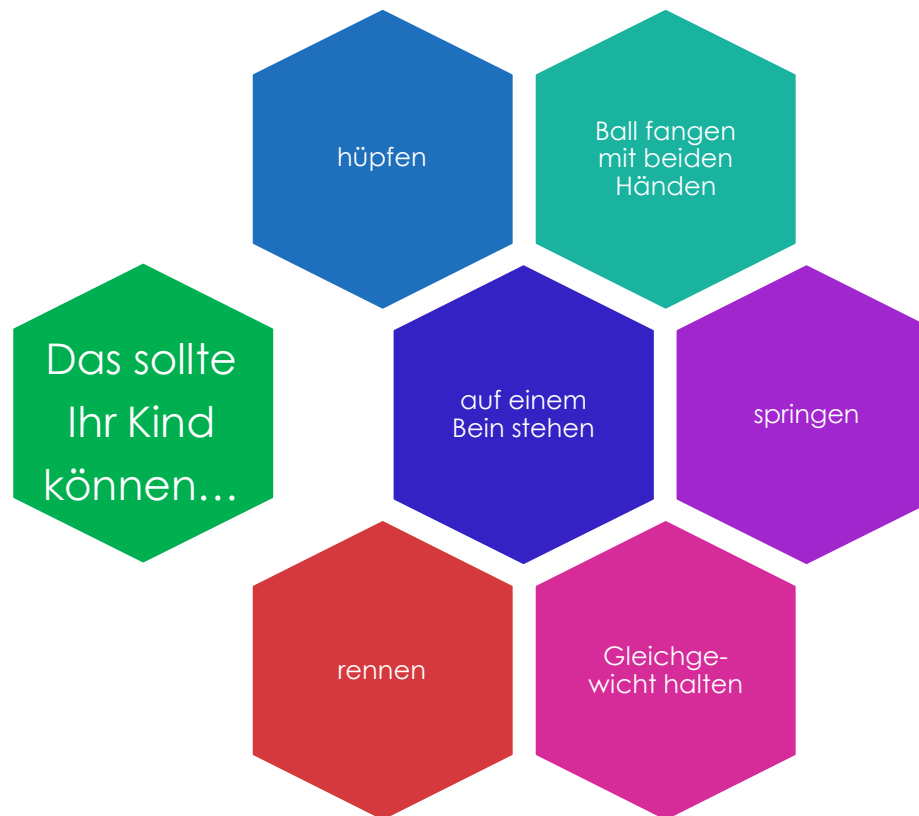 hüpfen
Ball fangen
mit beiden
Händen
Das sollte
Ihr Kind
können…
auf einem
Bein stehen
springen
rennen
Gleichge-
wicht halten